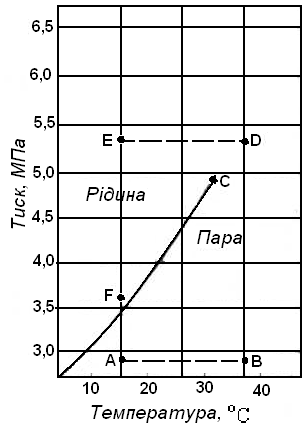 Тиск, МПа
6,5
6,0
5,5
5,0
4,5
4,0
3,5
3,0
E
D
C
Рідина
Пара
F
A
B
10 20 30 40
Температура, °C